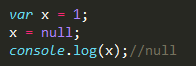 var x = 1;
x = null;
console.log(x);//null